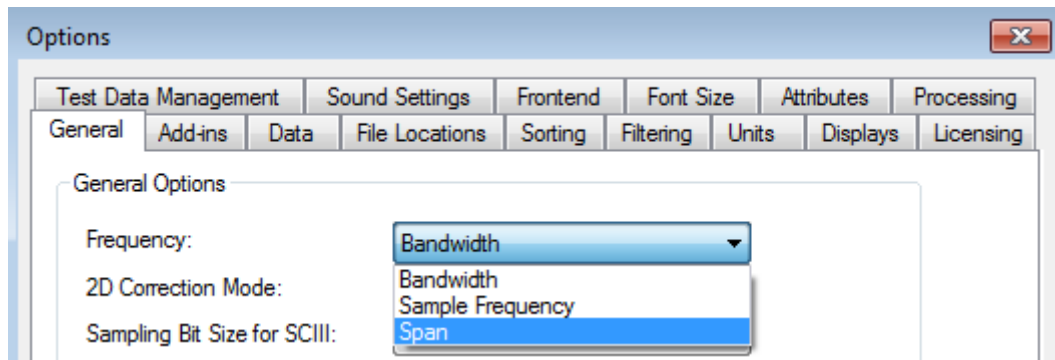 Options
Test Data Management Sound Settings Frontend Font Size Attributes Processing
General Add-ins Data File Locations Sorting Filtering Units Displays Licensing
General Options
Frequency: Bandwidth
Bandwidth
2D Correction Mode:
Sample Frequency
Sampling Bit Size for SCIII: Span